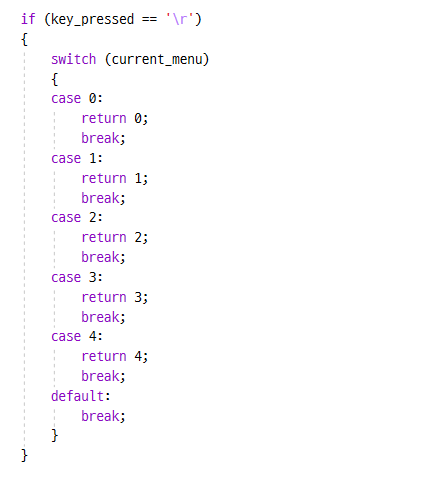 if (key_pressed == '\r')
{
switch (current_menu)
{
case 0:
return 0;
break;
case 1:
return 1;
break;
case 2:
return 2;
break;
case 3:
return 3;
break;
case 4:
return 4;
break;
default:
break;
}
}